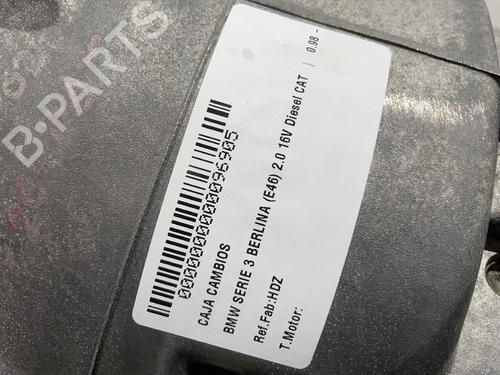 B-PARTS
0000000000096905
CAJA CAMBIOS
BMW SERIE 3 BERLINA (E46) 2.0 16V Diesel CAT | 0.98 -
Ref.Fab:HDZ
T.Motor: